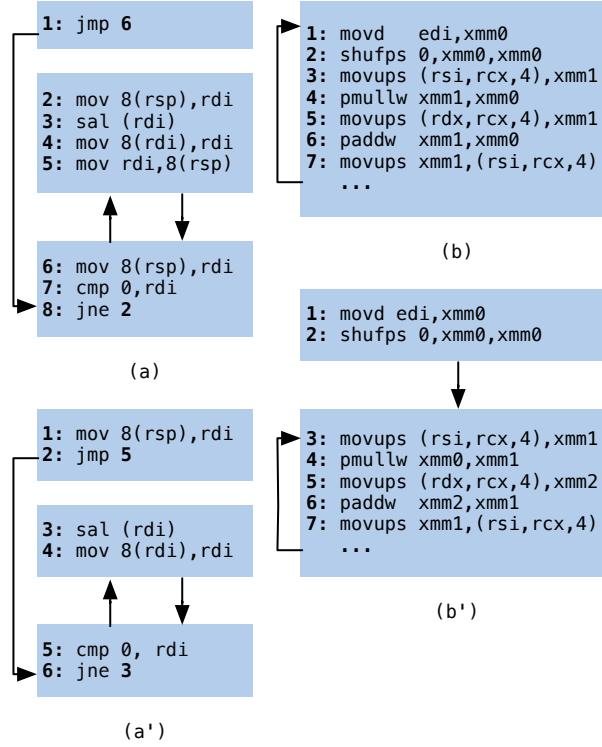 1: jmp 6
2: mov 8(rsp),rdi
3: sal (rdi)
4: mov 8(rdi),rdi
5: mov rdi,8(rsp)
6: mov 8(rsp),rdi
7: cmp 0,rdi
8: jne 2
(a)
1: movd   edi,xmm0
2: shufps 0,xmm0,xmm0
3: movups (rsi,rcx,4),xmm1
4: pmullw xmm1,xmm0
5: movups (rdx,rcx,4),xmm1
6: paddw  xmm1,xmm0
7: movups xmm1,(rsi,rcx,4)
...
(b)
1: mov 8(rsp),rdi
2: jmp 5
3: sal (rdi)
4: mov 8(rdi),rdi
5: cmp 0, rdi
6: jne 3
(a')
1: movd edi,xmm0
2: shufps 0,xmm0,xmm0
3: movups (rsi,rcx,4),xmm1
4: pmullw xmm0,xmm1
5: movups (rdx,rcx,4),xmm2
6: paddw  xmm2,xmm1
7: movups xmm1,(rsi,rcx,4)
...
(b')